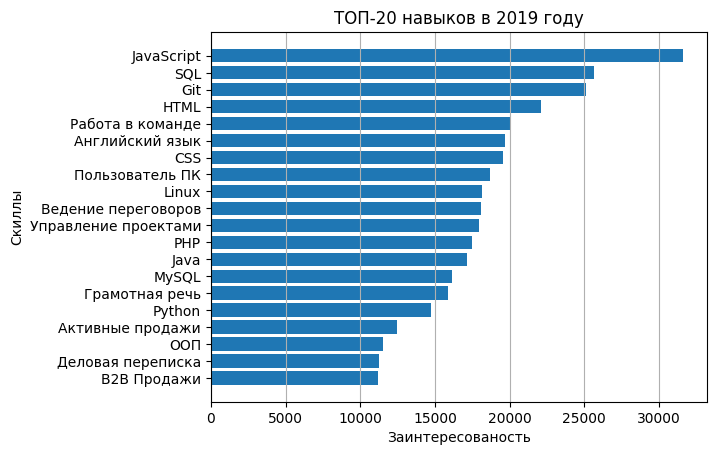 ТОП-20 навыков в 2019 году
Скиллы
JavaScript
SQL
Git
HTML
Работа в команде
Английский язык
CSS
Пользователь ПК
Linux
Ведение переговоров
Управление проектами
PHP
Java
MySQL
Грамотная речь
Python
Активные продажи
ООП
Деловая переписка
B2B Продажи
0 5000 10000 15000 20000 25000 30000
Заинтересованость